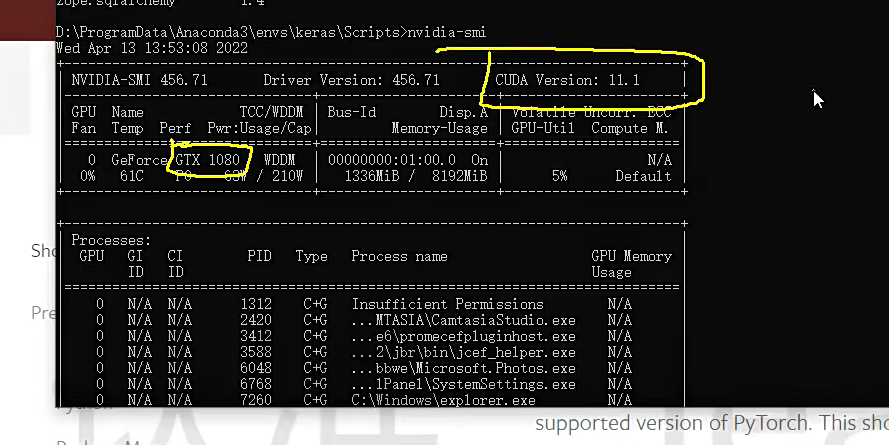 zope.sqlalchemy 1.4
D:\ProgramData\Anaconda3\envs\keras\Scripts>nvidia-smi
Wed Apr 13 13:53:08 2022
NVIDIA-SMI 456.71 Driver Version: 456.71 CUDA Version: 11.1
GPU Name TCC/WDDM | Bus-Id Disp.A | Volatile Uncorr. ECC
Fan Temp Perf Pwr:Usage/Cap| Memory-Usage | GPU-Util Compute M.
0 GeForce GTX 1080 WDDM | 00000000:01:00.0 On | N/A
0% 61C P0 63W / 210W | 1336MiB / 8192MiB | 5% Default
Processes:
GPU GI CI PID Type Process name GPU Memory
ID ID Usage
0 N/A N/A 1312 C+G Insufficient Permissions N/A
0 N/A N/A 2420 C+G ...MTASIA\CamtasiaStudio.exe N/A
0 N/A N/A 3412 C+G ...e6\promecefpluginhost.exe N/A
0 N/A N/A 3588 C+G ...2\jbr\bin\jcef_helper.exe N/A
0 N/A N/A 6048 C+G ...bbwe\Microsoft.Photos.exe N/A
0 N/A N/A 6768 C+G ...lPanel\SystemSettings.exe N/A
0 N/A N/A 7260 C+G C:\Windows\explorer.exe N/A
Sho
Pre
supported version of PyTorch. This sho